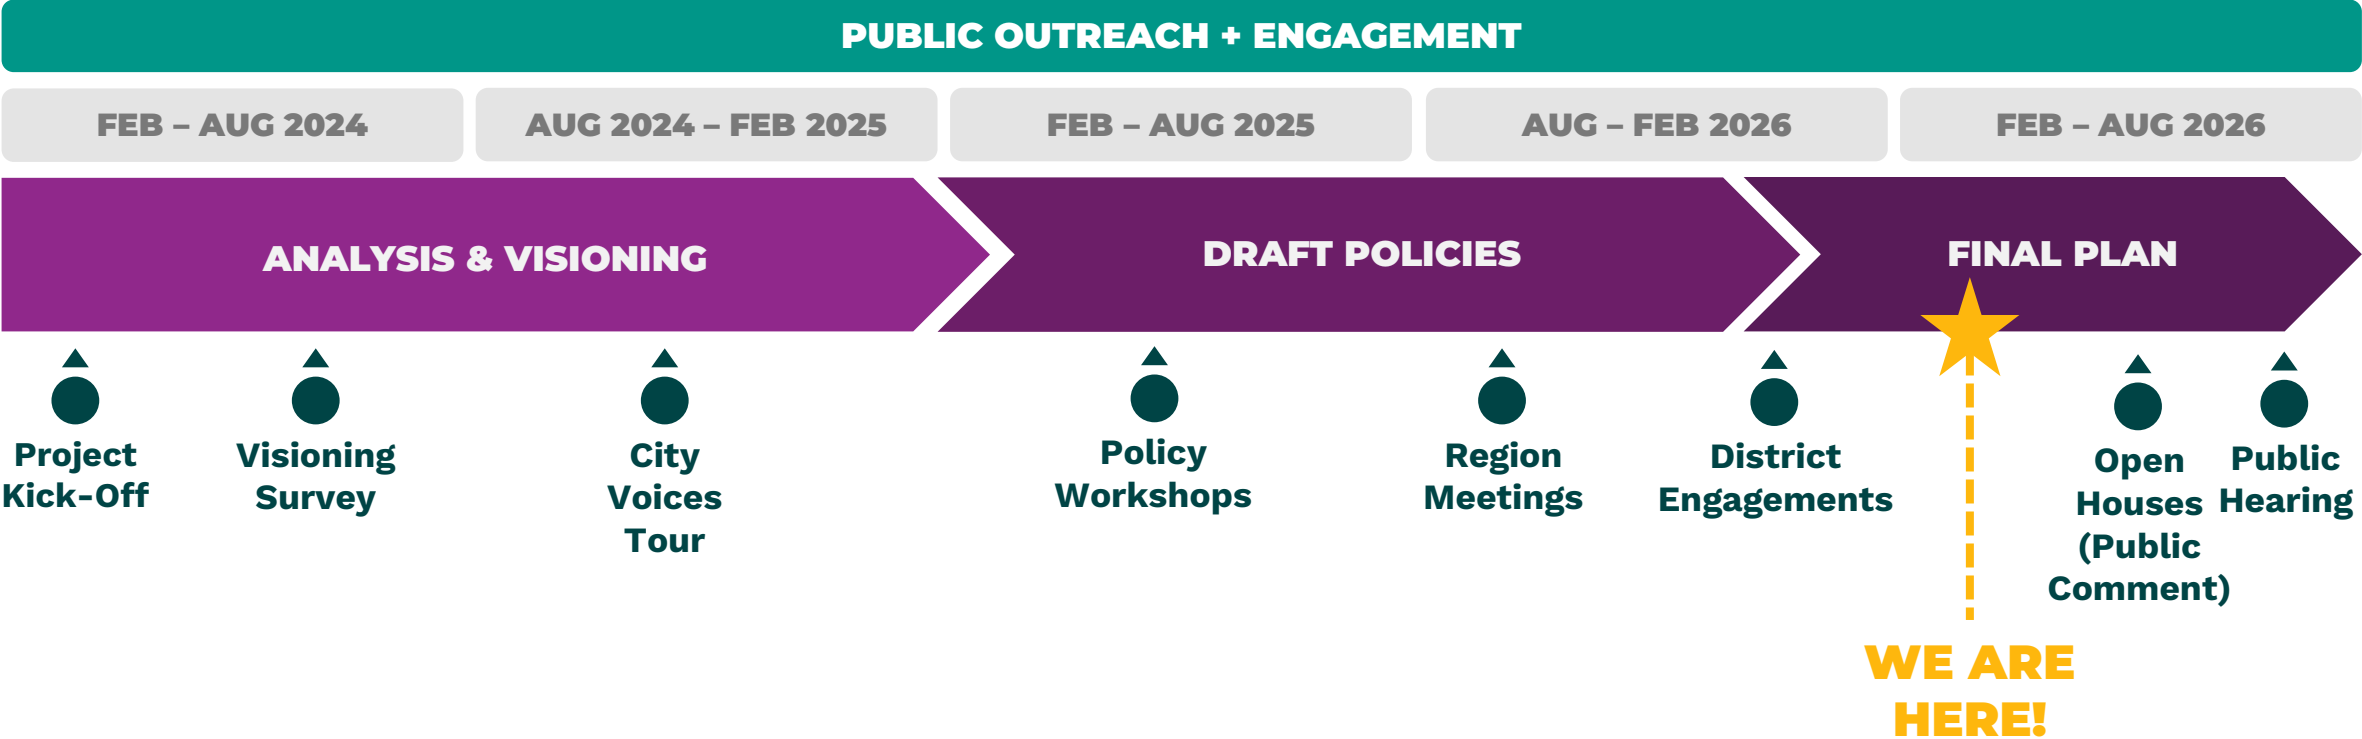 PUBLIC OUTREACH + ENGAGEMENT
FEB – AUG 2024
AUG 2024 – FEB 2025
FEB – AUG 2025
AUG – FEB 2026
FEB – AUG 2026
ANALYSIS & VISIONING
DRAFT POLICIES
FINAL PLAN
Project
Kick-Off
Visioning
Survey
City
Voices
Tour
Policy
Workshops
Region
Meetings
District
Engagements
Open
Houses
(Public
Comment)
Public
Hearing
WE ARE
HERE!